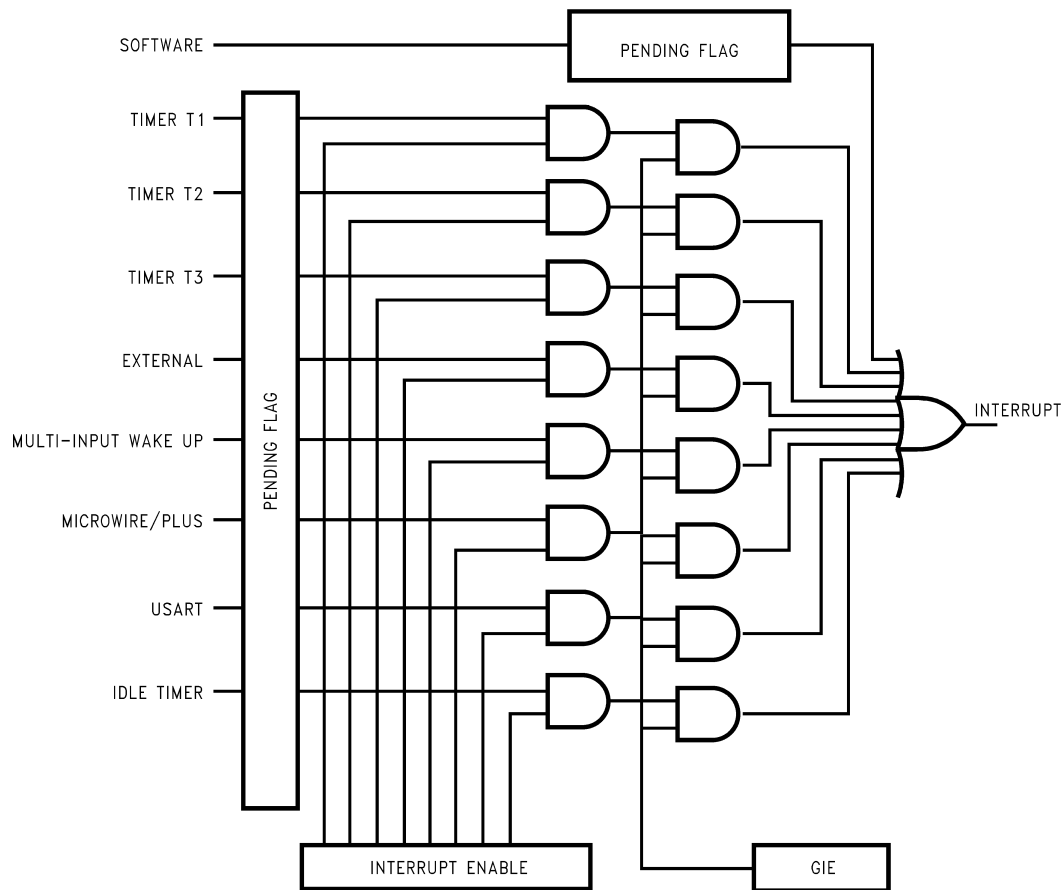 SOFTWARE
PENDING FLAG
TIMER T1
TIMER T2
TIMER T3
EXTERNAL
MULTI-INPUT WAKE UP
MICROWIRE/PLUS
USART
IDLE TIMER
PENDING FLAG
INTERRUPT
INTERRUPT ENABLE
GIE